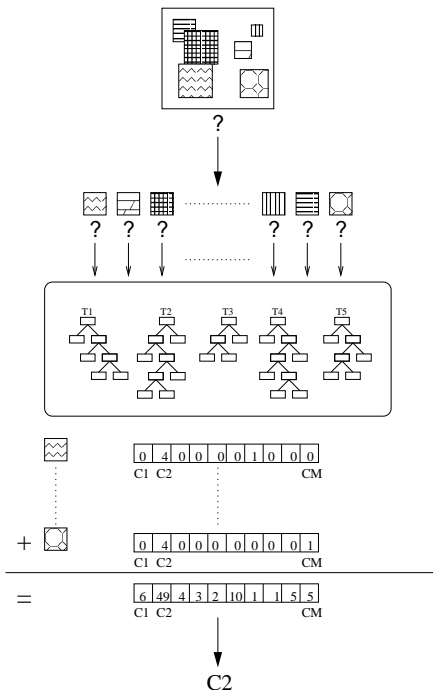 ?
? ? ? ? ? ?
T1 T2 T3 T4 T5
0 4 0 0 0 0 1 0 0 0
C1 C2 CM
+
0 4 0 0 0 0 0 0 0 1
C1 C2 CM
=
6 49 4 3 2 10 1 1 5 5
C1 C2 CM
C2